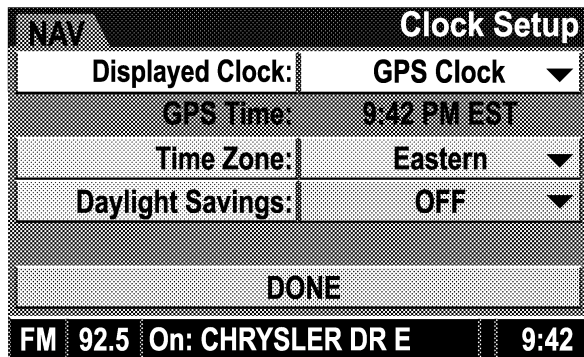 NAV Clock Setup
Displayed Clock: GPS Clock
GPS Time: 9:42 PM EST
Time Zone: Eastern
Daylight Savings: OFF
DONE
FM 92.5 On: CHRYSLER DR E 9:42